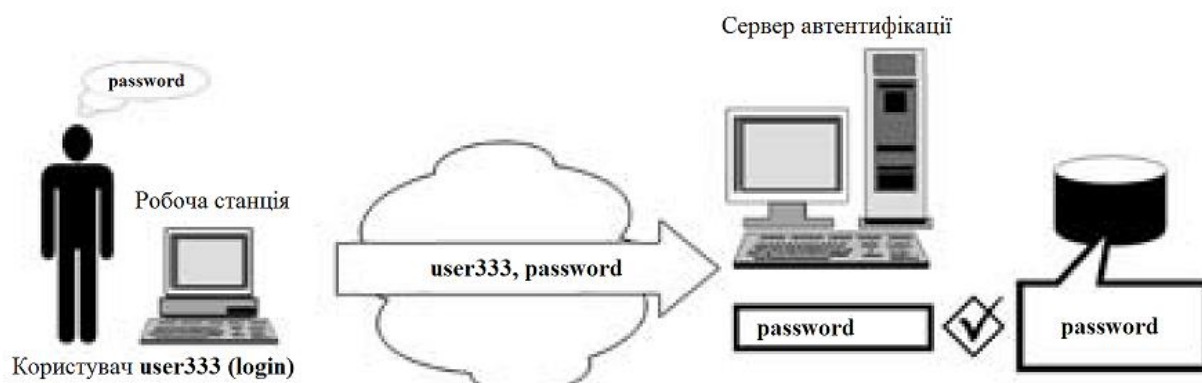 Сервер автентифікації
password
Робоча станція
user333, password
password
password
Користувач user333 (login)